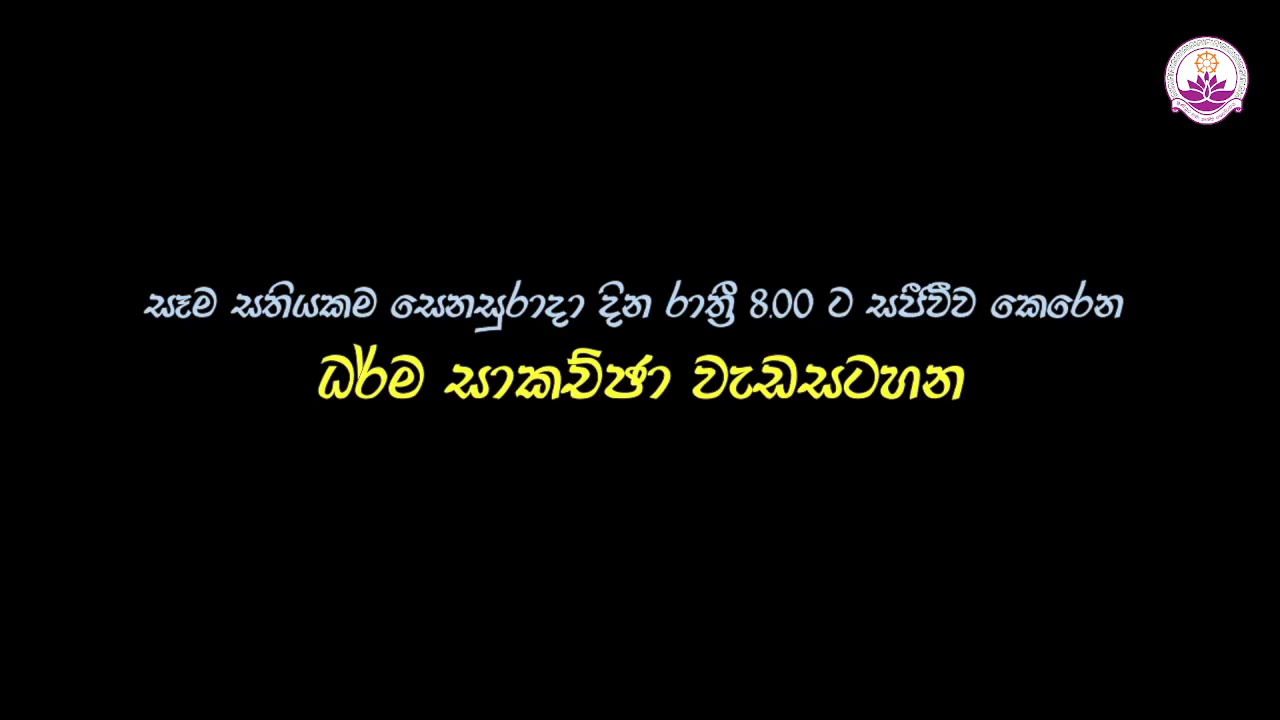 සෑම සතියකම සෙනසුරාදා දින රාත්‍රී 8.00 ට සජීවීව කෙරෙන
ධර්ම සාකච්ඡා වැඩසටහන